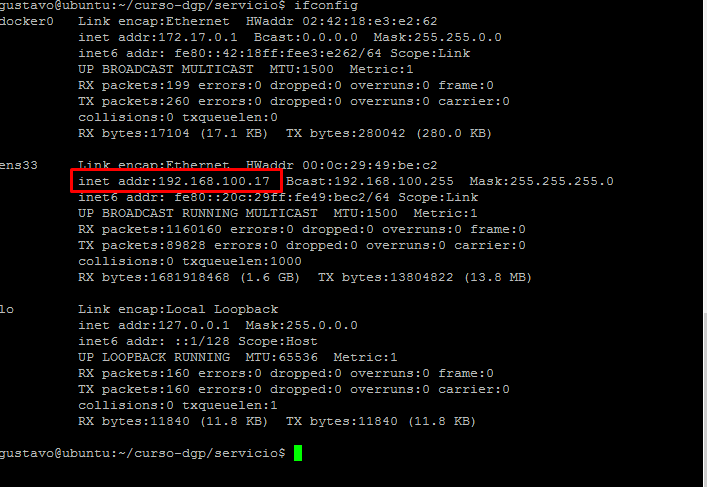 gustavo@ubuntu:~/curso-dgp/servicio$ ifconfig
docker0   Link encap:Ethernet  HWaddr 02:42:18:e3:e2:62
          inet addr:172.17.0.1  Bcast:0.0.0.0  Mask:255.255.0.0
          inet6 addr: fe80::42:18ff:fee3:e262/64 Scope:Link
          UP BROADCAST MULTICAST  MTU:1500  Metric:1
          RX packets:199 errors:0 dropped:0 overruns:0 frame:0
          TX packets:260 errors:0 dropped:0 overruns:0 carrier:0
          collisions:0 txqueuelen:0
          RX bytes:17104 (17.1 KB)  TX bytes:280042 (280.0 KB)

ens33     Link encap:Ethernet  HWaddr 00:0c:29:49:be:c2
          inet addr:192.168.100.17  Bcast:192.168.100.255  Mask:255.255.255.0
          inet6 addr: fe80::20c:29ff:fe49:bec2/64 Scope:Link
          UP BROADCAST RUNNING MULTICAST  MTU:1500  Metric:1
          RX packets:1160160 errors:0 dropped:0 overruns:0 frame:0
          TX packets:89828 errors:0 dropped:0 overruns:0 carrier:0
          collisions:0 txqueuelen:1000
          RX bytes:1681918468 (1.6 GB)  TX bytes:13804822 (13.8 MB)

lo        Link encap:Local Loopback
          inet addr:127.0.0.1  Mask:255.0.0.0
          inet6 addr: ::1/128 Scope:Host
          UP LOOPBACK RUNNING  MTU:65536  Metric:1
          RX packets:160 errors:0 dropped:0 overruns:0 frame:0
          TX packets:160 errors:0 dropped:0 overruns:0 carrier:0
          collisions:0 txqueuelen:1
          RX bytes:11840 (11.8 KB)  TX bytes:11840 (11.8 KB)

gustavo@ubuntu:~/curso-dgp/servicio$